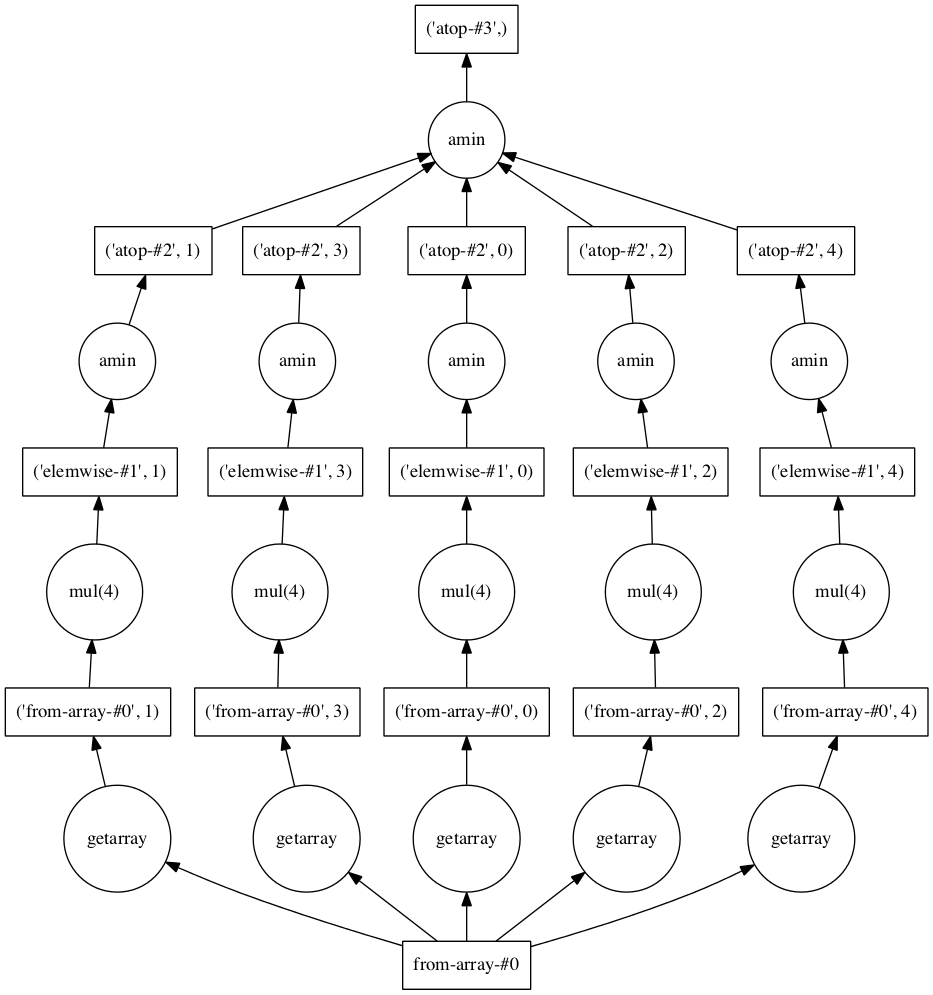 ('atop-#3',)
amin
('atop-#2', 1)
('atop-#2', 3)
('atop-#2', 0)
('atop-#2', 2)
('atop-#2', 4)
amin
amin
amin
amin
amin
('elemwise-#1', 1)
('elemwise-#1', 3)
('elemwise-#1', 0)
('elemwise-#1', 2)
('elemwise-#1', 4)
mul(4)
mul(4)
mul(4)
mul(4)
mul(4)
('from-array-#0', 1)
('from-array-#0', 3)
('from-array-#0', 0)
('from-array-#0', 2)
('from-array-#0', 4)
getarray
getarray
getarray
getarray
getarray
from-array-#0